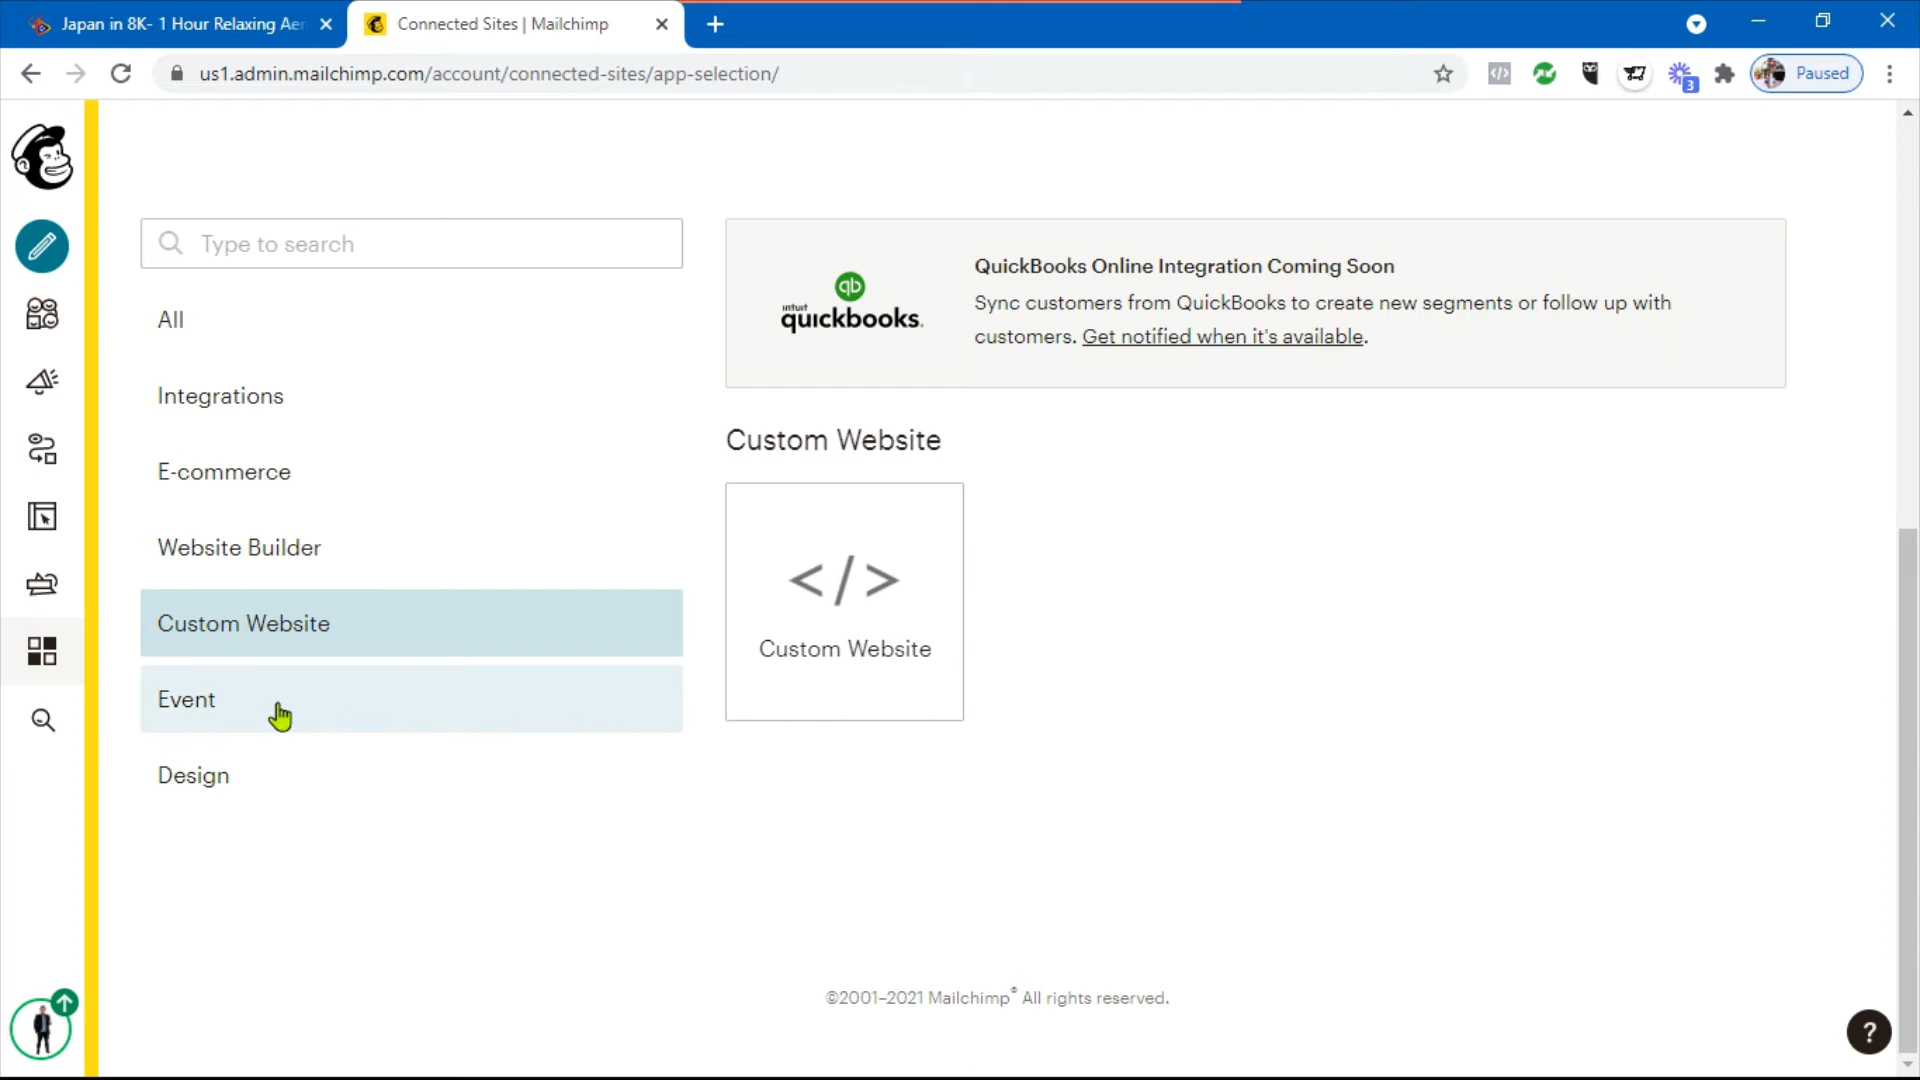 Japan in 8K- 1 Hour Relaxing Aer
Connected Sites | Mailchimp
us1.admin.mailchimp.com/account/connected-sites/app-selection/
3
Paused
Type to search
All
Integrations
E-commerce
Website Builder
Custom Website
Event
Design
qb
intuit
quickbooks.
QuickBooks Online Integration Coming Soon
Sync customers from QuickBooks to create new segments or follow up with
customers. Get notified when it's available.
Custom Website
</>
Custom Website
©2001–2021 Mailchimp® All rights reserved.
?